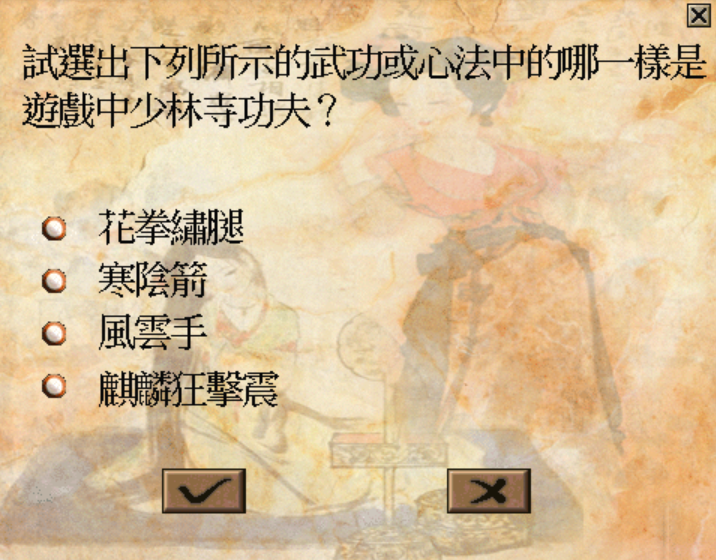 試選出下列所示的武功或心法中的哪一樣是
遊戲中少林寺功夫？
花拳繡腿
寒陰箭
風雲手
麒麟狂擊震